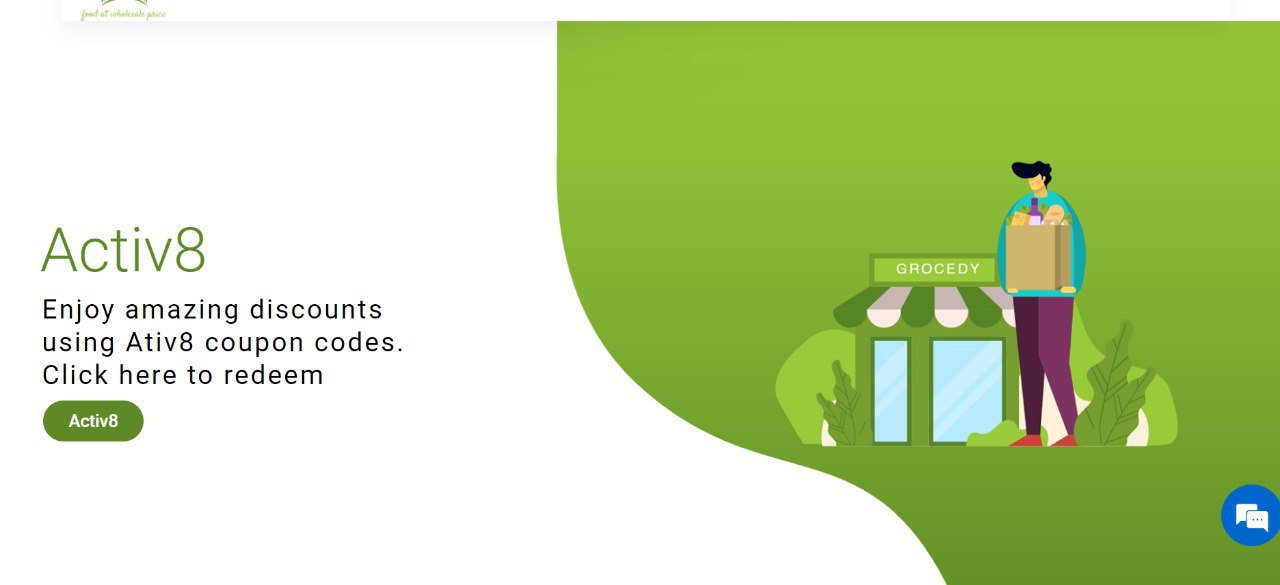 food at wholesale price
Activ8
GROCEDY
Enjoy amazing discounts
using Ativ8 coupon codes.
Click here to redeem
Activ8